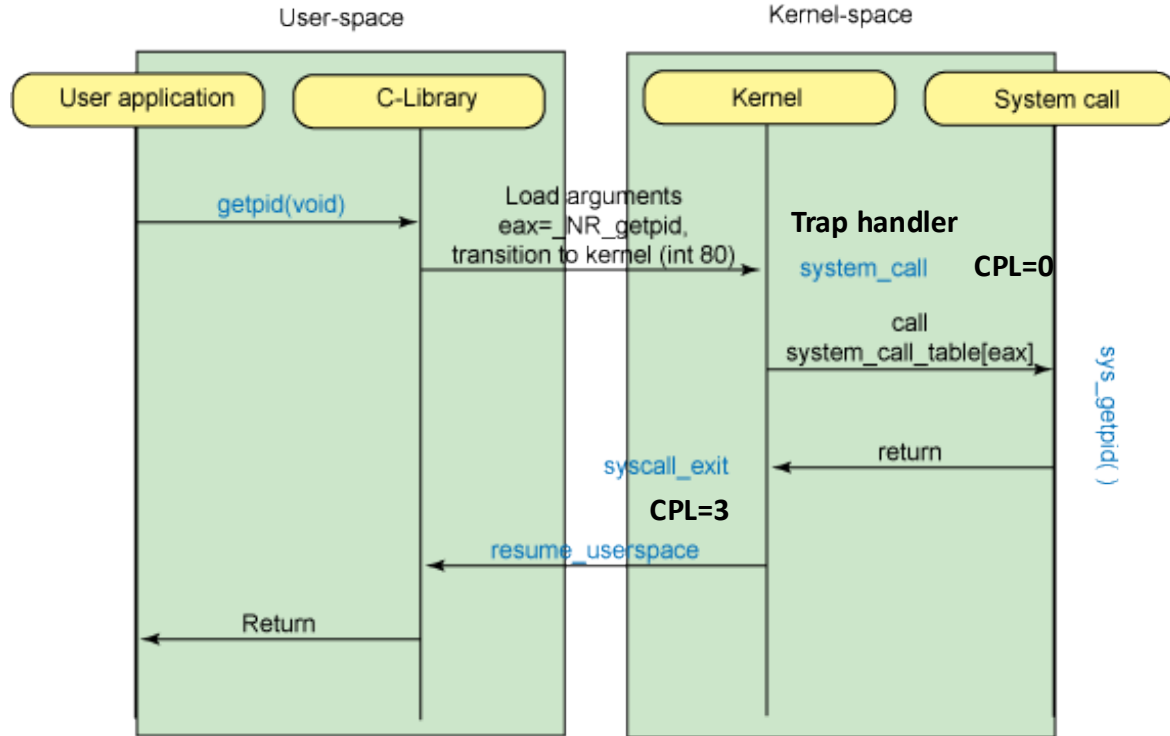 User-space
Kernel-space
User application
C-Library
Kernel
System call
getpid(void)
Load arguments
eax=_NR_getpid,
transition to kernel (int 80)
Trap handler
system_call
CPL=0
call
system_call_table[eax]
sys_getpid( )
return
syscall_exit
CPL=3
resume_userspace
Return